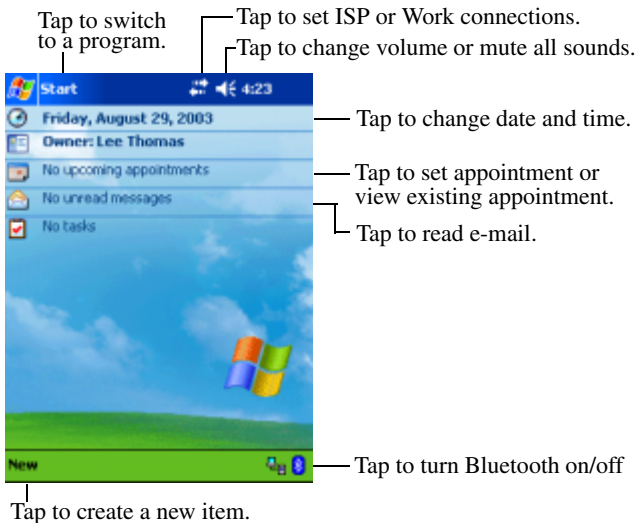 Tap to switch
to a program.
Tap to set ISP or Work connections.
Tap to change volume or mute all sounds.
Start 4:23
Friday, August 29, 2003
Tap to change date and time.
Owner: Lee Thomas
No upcoming appointments
Tap to set appointment or
view existing appointment.
No unread messages
Tap to read e-mail.
No tasks
New
Tap to turn Bluetooth on/off
Tap to create a new item.